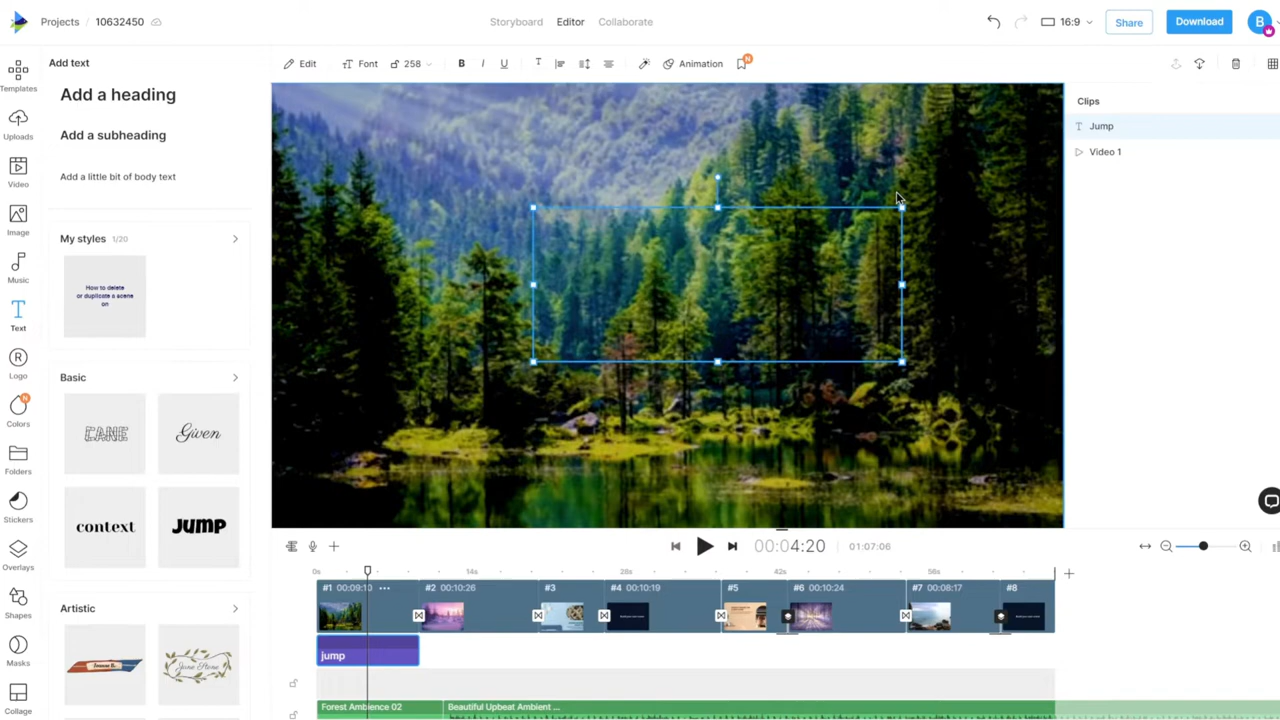 Projects 10632450 Storyboard Editor Collaborate 16:9 Share Download B
Add text Edit Font 258 B I U T Animation N
Templates
Uploads
Video
Image
Music
Text
Logo
N
Colors
Folders
Stickers
Overlays
Shapes
Masks
Collage
Add a heading
Add a subheading
Add a little bit of body text
My styles 1/20
How to delete
or duplicate a scene
on
Basic
CANE Given
context JUMP
Artistic
Clips
Jump
Video 1
00:04:20 01:07:06
0s 14s 28s 42s 56s
#1 00:09:10 #2 00:10:26 #3 #4 00:10:19 #5 #6 00:10:24 #7 00:08:17 #8
jump
Forest Ambience 02 Beautiful Upbeat Ambient ...